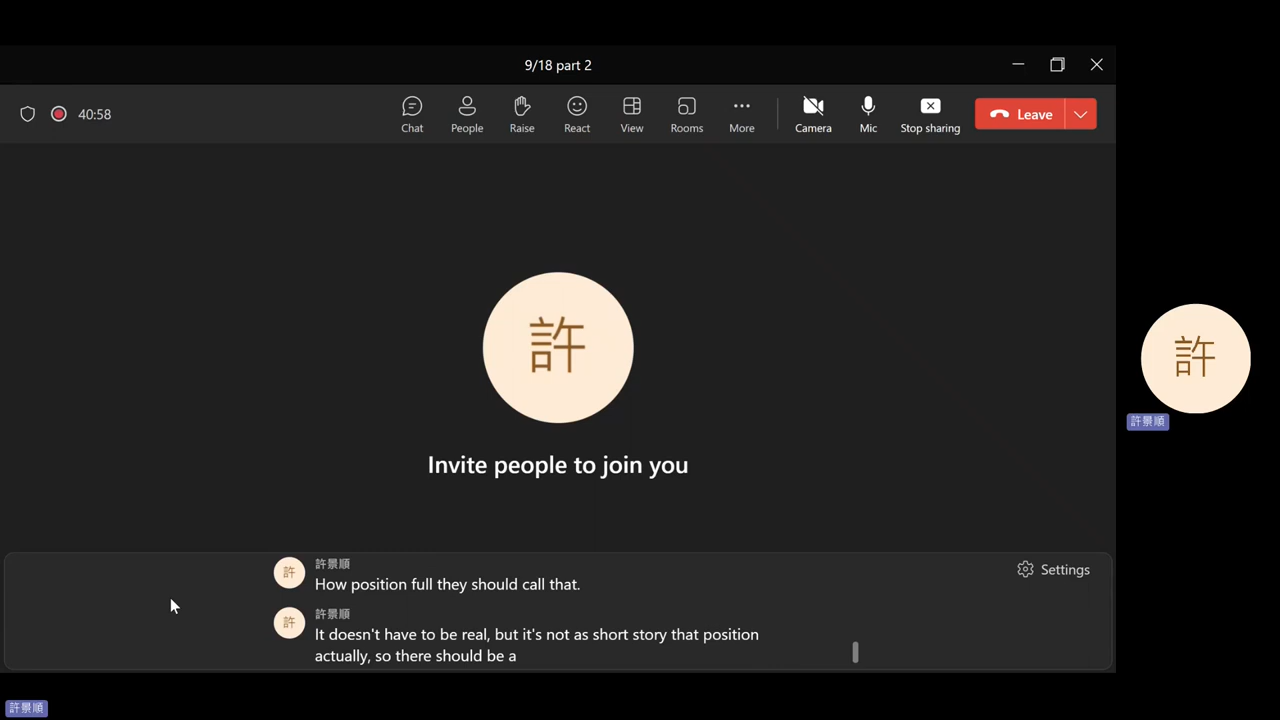 9/18 part 2
40:58
Chat
People
Raise
React
View
Rooms
More
Camera
Mic
Stop sharing
Leave
許
Invite people to join you
許
許景順
許
許景順
How position full they should call that.
Settings
許
許景順
It doesn't have to be real, but it's not as short story that position
actually, so there should be a
許景順